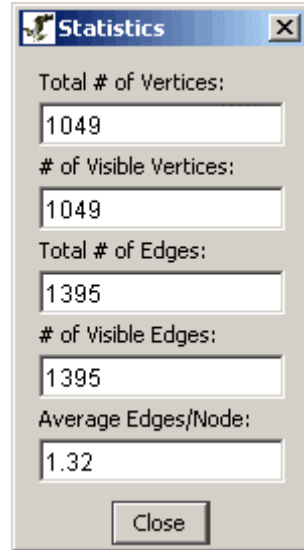 Statistics
Total # of Vertices:
1049
# of Visible Vertices:
1049
Total # of Edges:
1395
# of Visible Edges:
1395
Average Edges/Node:
1.32
Close